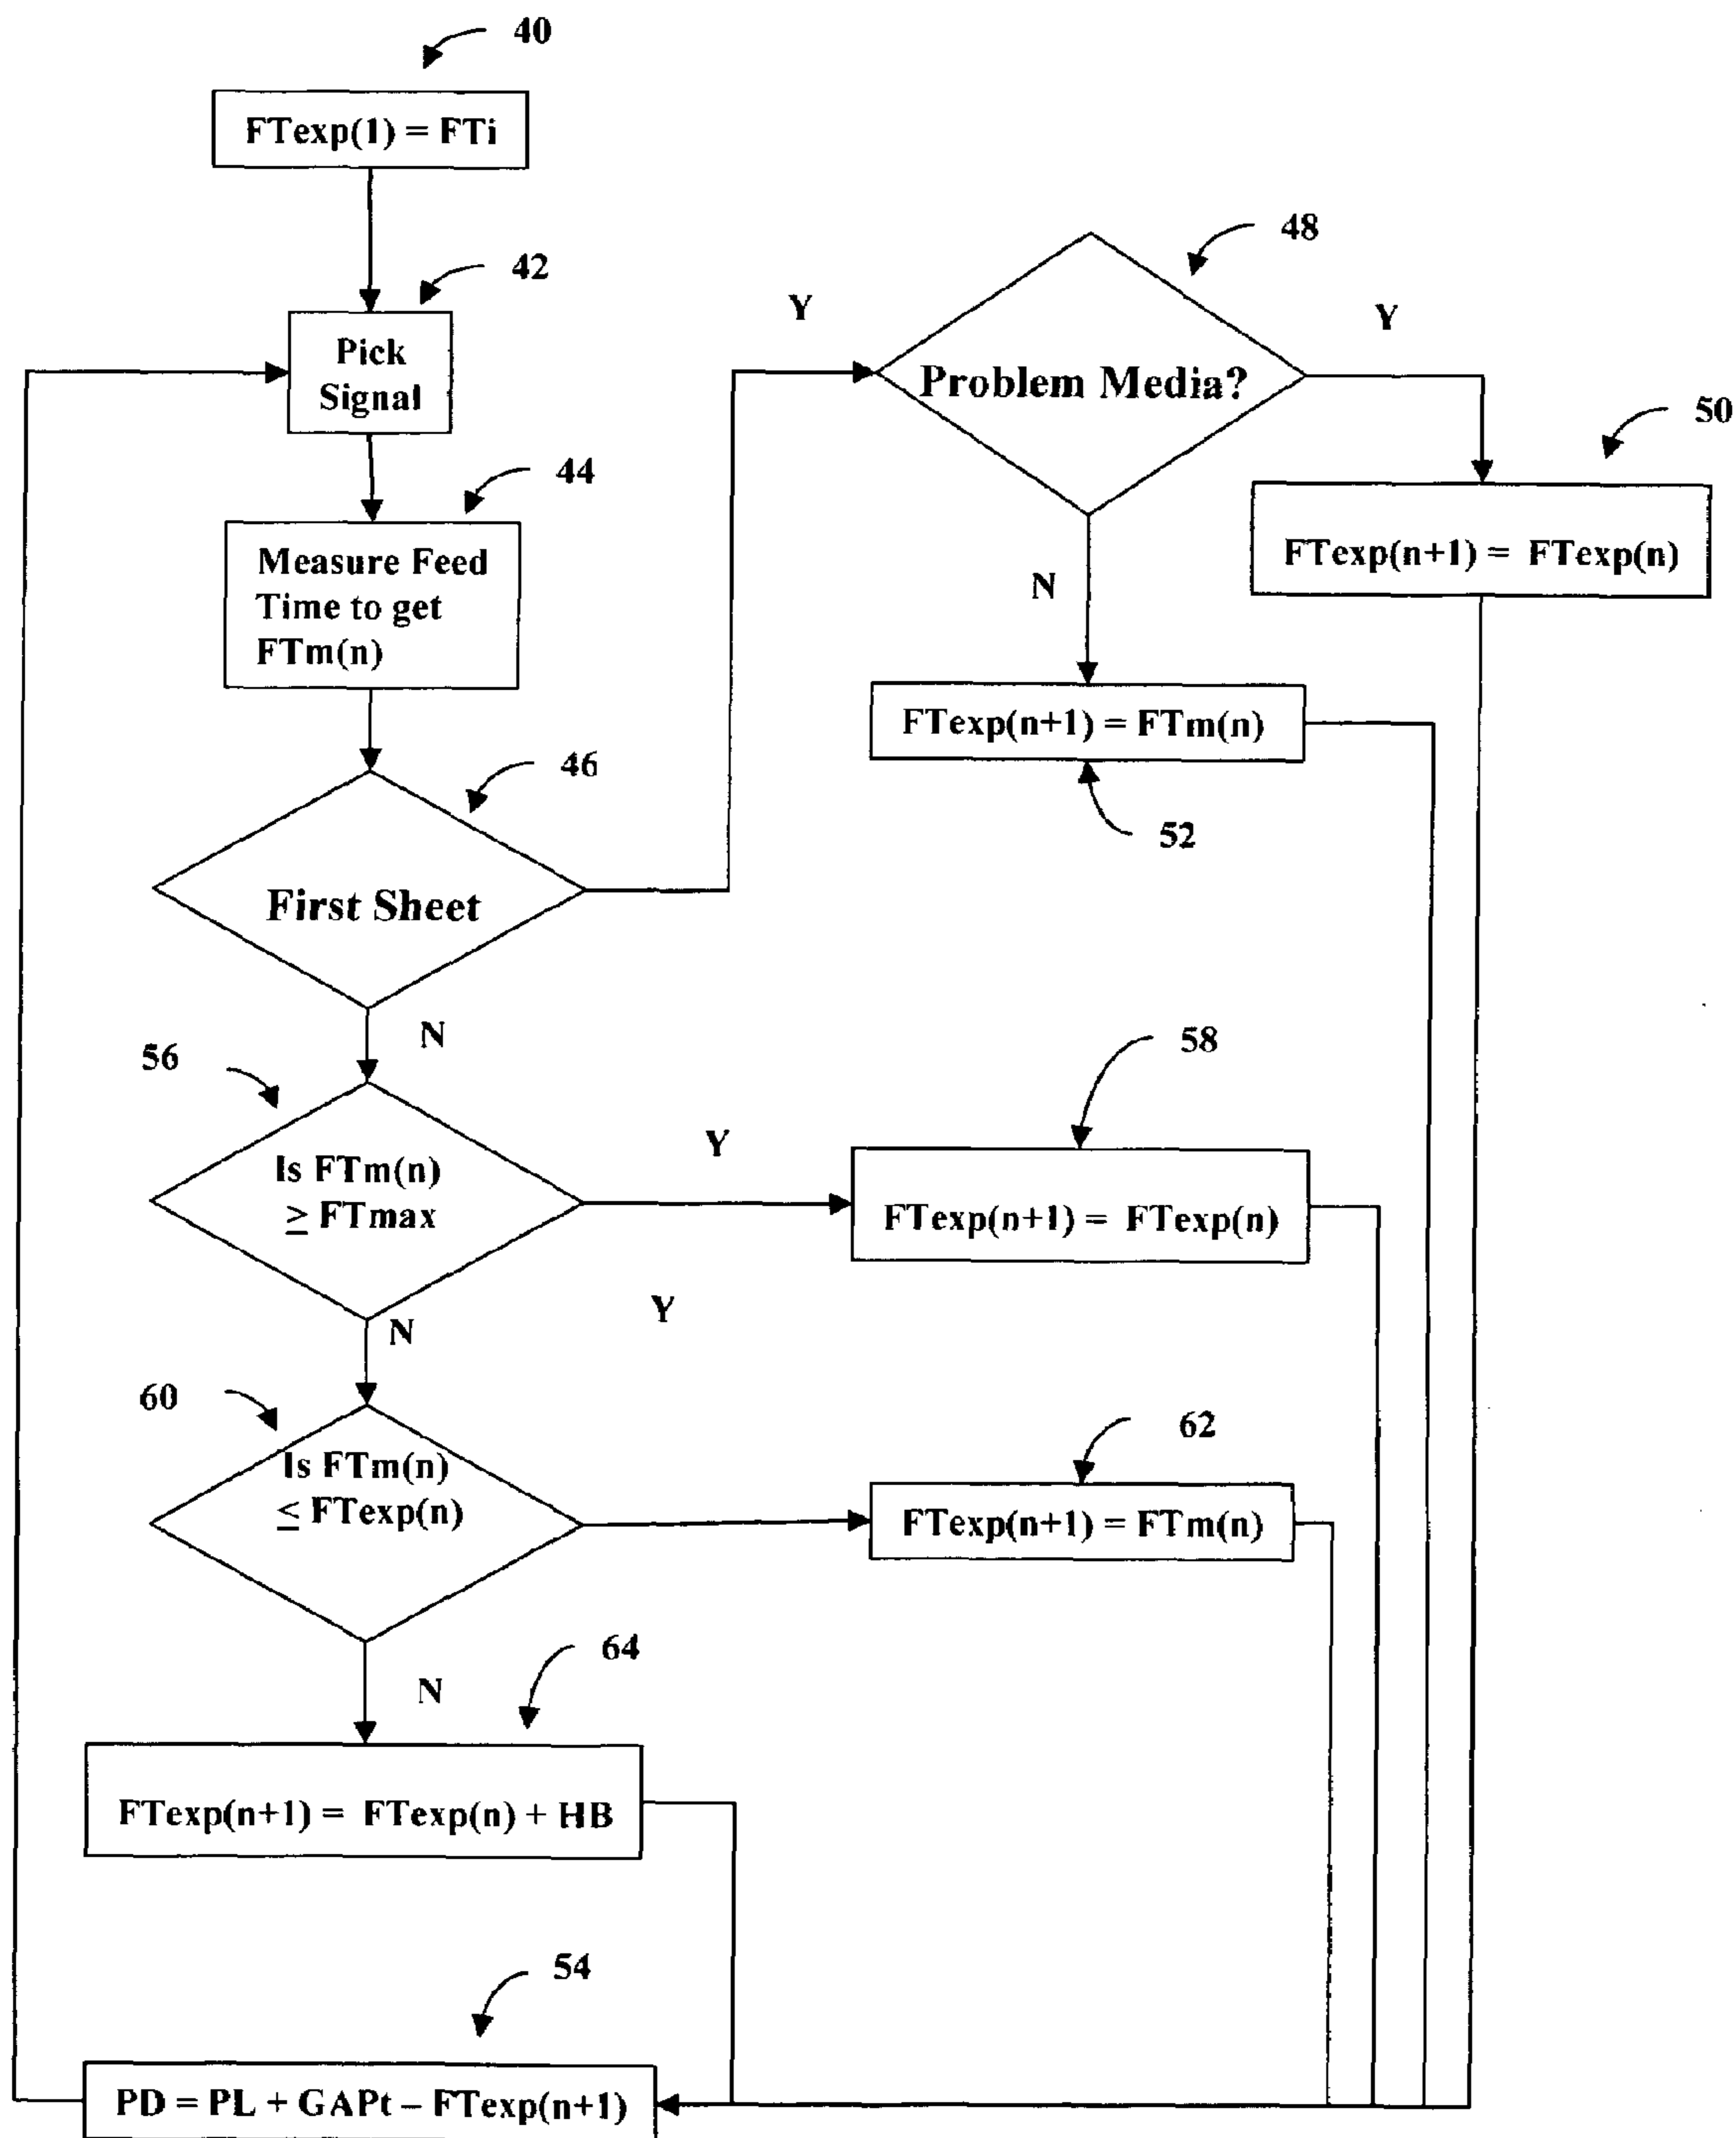 40
FTexp(1) = FTi
42
Pick
Signal
44
Measure Feed
Time to get
FTm(n)
46
First Sheet
Y
48
Problem Media?
Y
50
FTexp(n+1) = FTexp(n)
N
FTexp(n+1) = FTm(n)
52
N
56
Is FTm(n)
≥ FTmax
Y
58
FTexp(n+1) = FTexp(n)
N
Y
60
Is FTm(n)
≤ FTexp(n)
62
FTexp(n+1) = FTm(n)
N
64
FTexp(n+1) = FTexp(n) + HB
54
PD = PL + GAPt – FTexp(n+1)